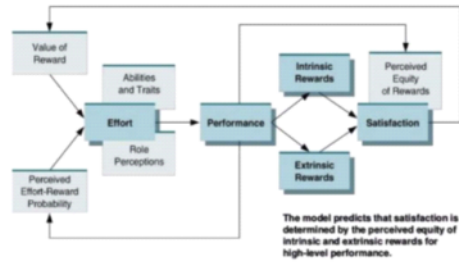 Value of
Reward
Abilities
and Traits
Effort
Role
Perceptions
Perceived
Effort-Reward
Probability
Performance
Intrinsic
Rewards
Extrinsic
Rewards
Perceived
Equity
of Rewards
Satisfaction
The model predicts that satisfaction is
determined by the perceived equity of
intrinsic and extrinsic rewards for
high-level performance.